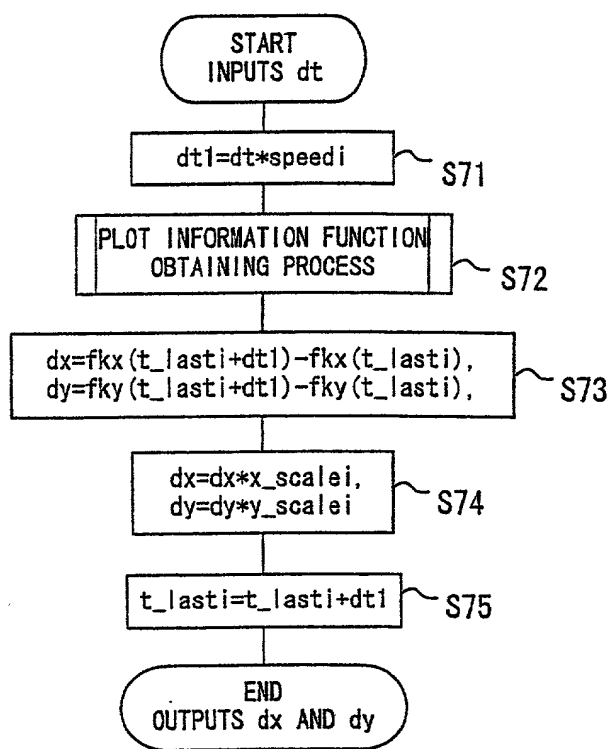 START
INPUTS dt
dt1=dt*speedi
S71
PLOT INFORMATION FUNCTION
OBTAINING PROCESS
S72
dx=fkx(t_lasti+dt1)-fkx(t_lasti),
dy=fky(t_lasti+dt1)-fky(t_lasti),
S73
dx=dx*x_scalei,
dy=dy*y_scalei
S74
t_lasti=t_lasti+dt1
S75
END
OUTPUTS dx AND dy